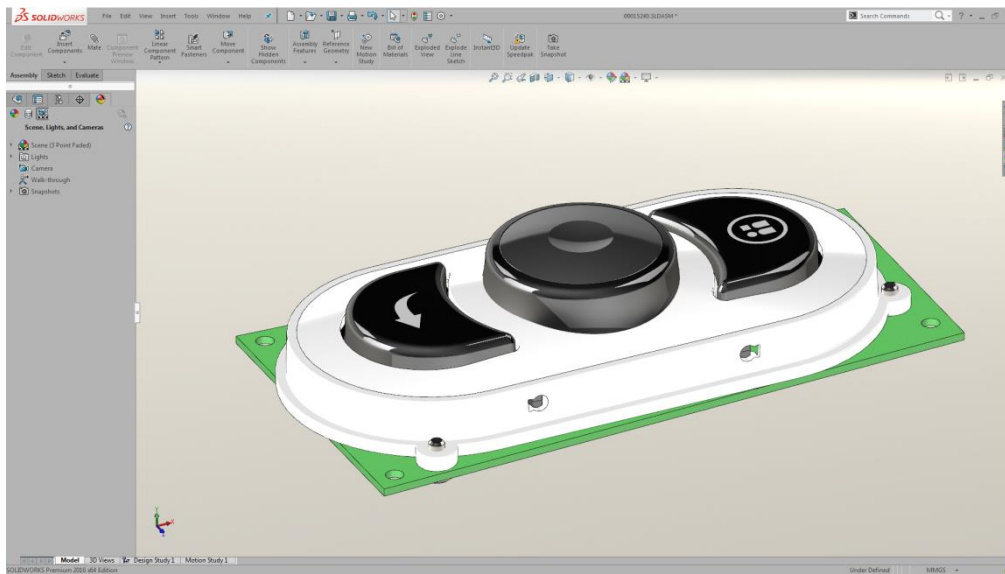 SOLIDWORKS File Edit View Insert Tools Window Help 00015240.SLDASM * Search Commands
Edit Component
Insert Components
Mate
Component Preview Window
Linear Component Pattern
Smart Fasteners
Move Component
Show Hidden Components
Assembly Features
Reference Geometry
New Motion Study
Bill of Materials
Exploded View
Explode Line Sketch
Instant3D
Update Speedpak
Take Snapshot
Assembly Sketch Evaluate
Scene, Lights, and Cameras
Scene (3 Point Faded)
Lights
Camera
Walk-through
Snapshots
Model 3D Views Design Study 1 Motion Study 1
SOLIDWORKS Premium 2016 x64 Edition Under Defined MMGS